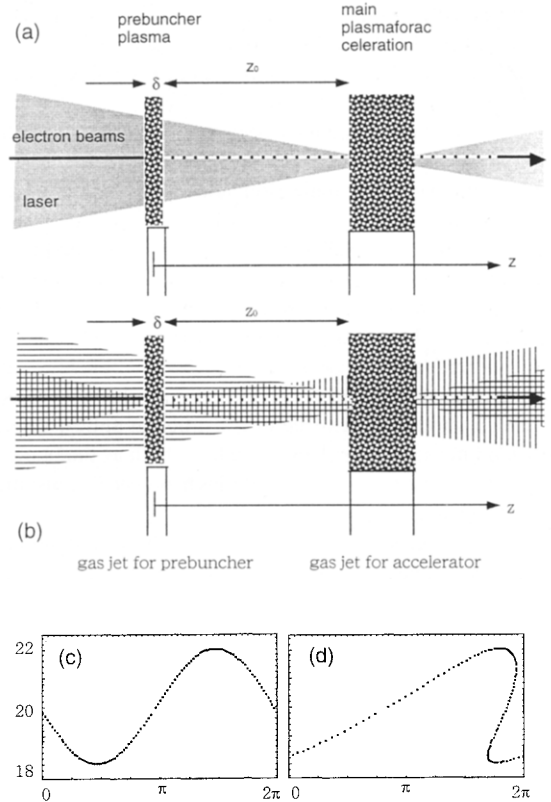 (a)
prebuncher
plasma
main
plasmaforac
celeration
δ
z₀
electron beams
laser
z
δ
z₀
z
(b)
gas jet for prebuncher
gas jet for accelerator
(c)
22
20
18
0
π
2π
(d)
0
π
2π